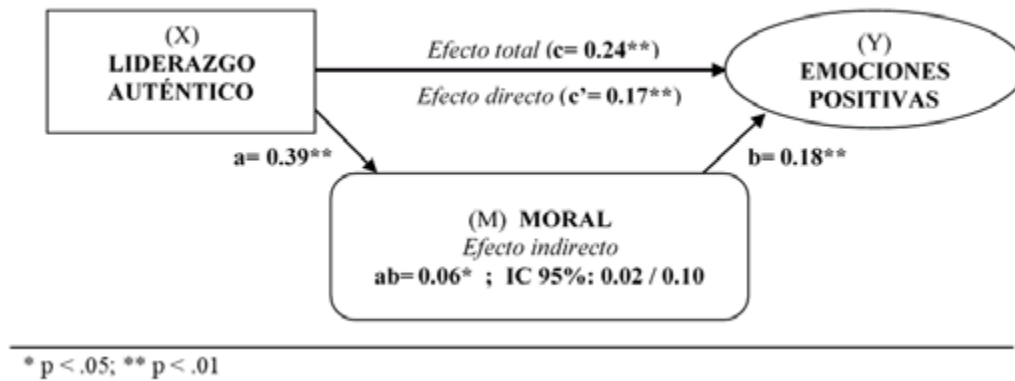 (X)
LIDERAZGO
AUTÉNTICO
Efecto total (c= 0.24**)
Efecto directo (c’= 0.17**)
(Y)
EMOCIONES
POSITIVAS
a= 0.39**
b= 0.18**
(M) MORAL
Efecto indirecto
ab= 0.06* ; IC 95%: 0.02 / 0.10
* p < .05; ** p < .01